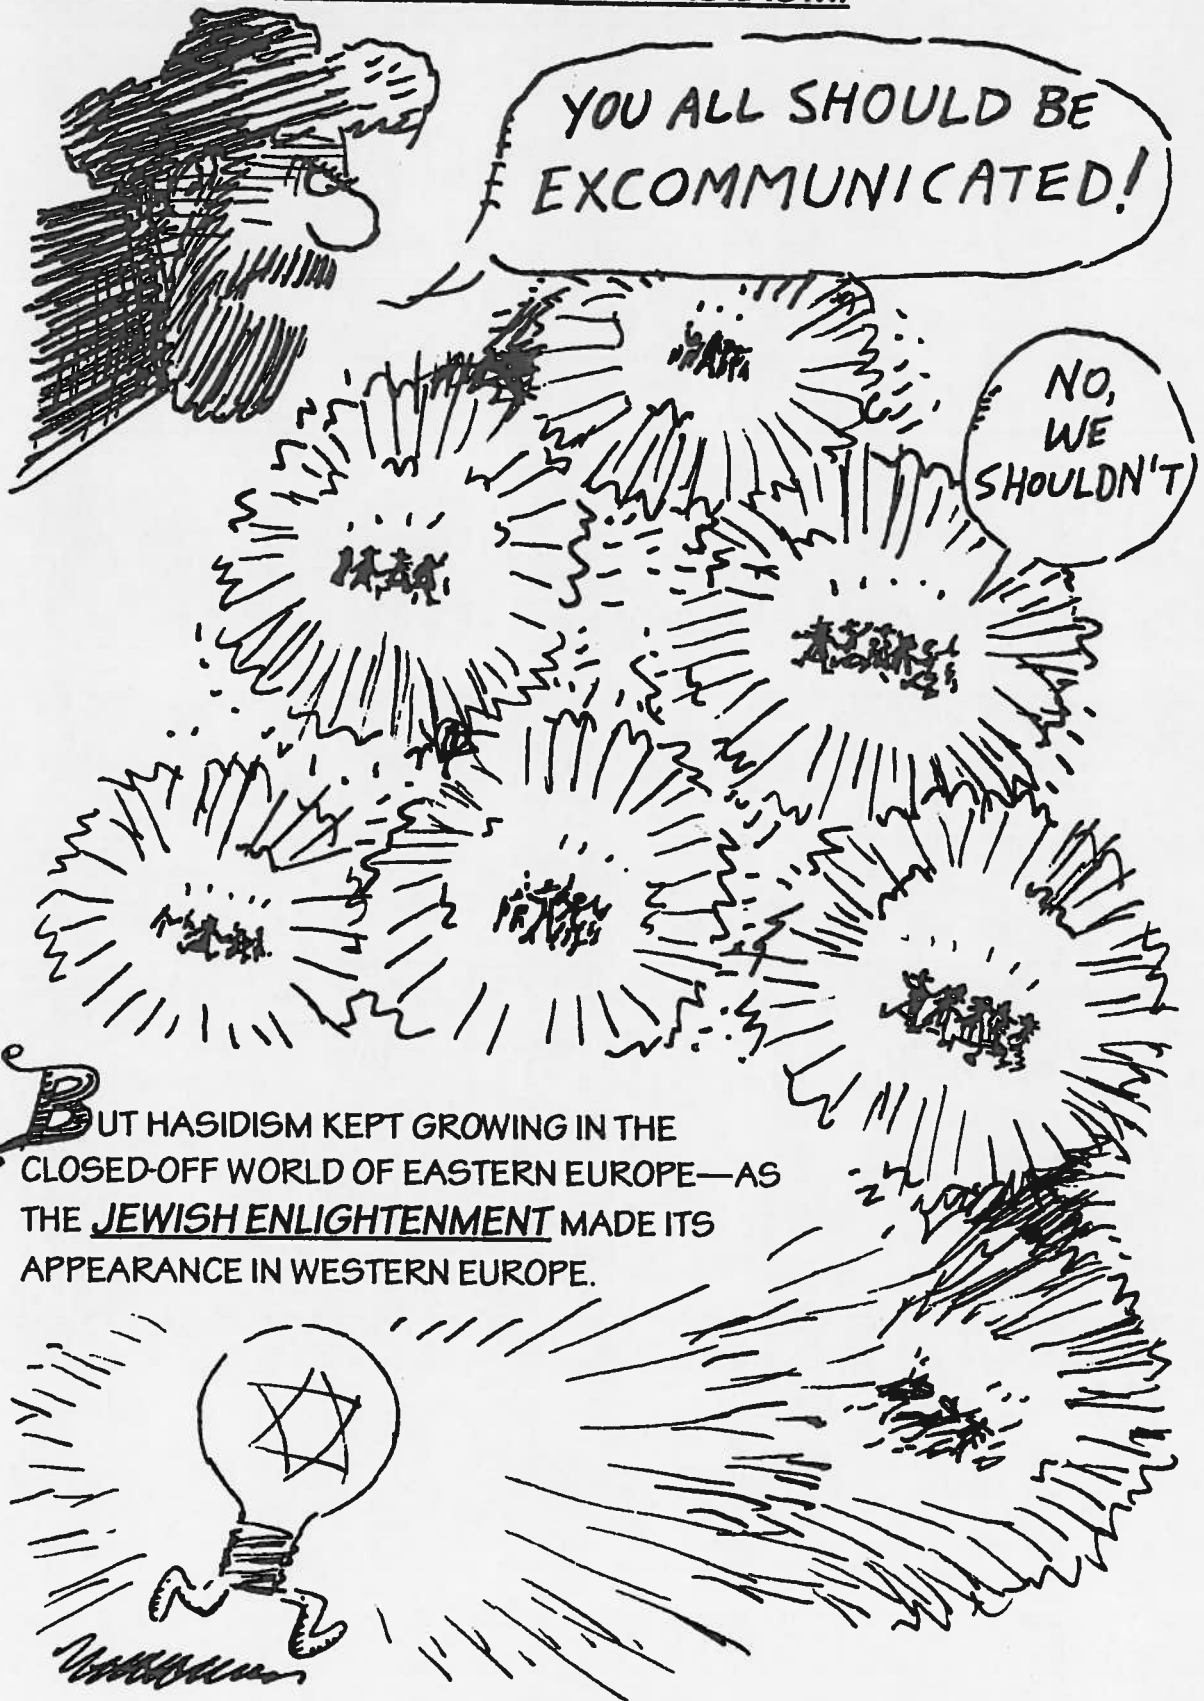 YOU ALL SHOULD BE
EXCOMMUNICATED!
NO,
WE
SHOULDN'T
BUT HASIDISM KEPT GROWING IN THE
CLOSED-OFF WORLD OF EASTERN EUROPE—AS
THE JEWISH ENLIGHTENMENT MADE ITS
APPEARANCE IN WESTERN EUROPE.